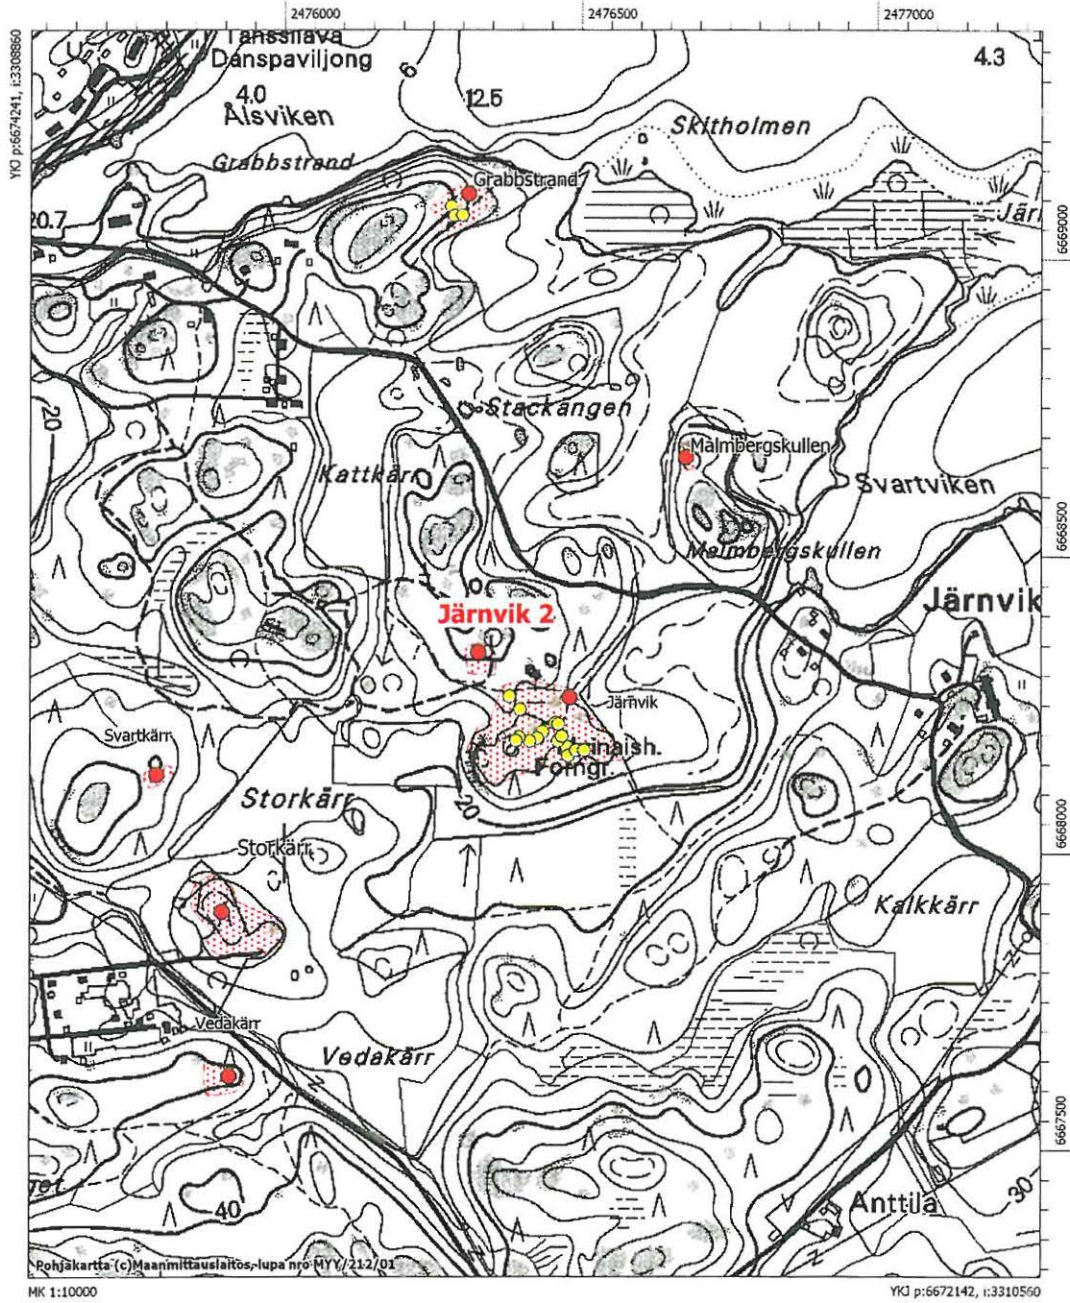 2476000
2476500
2477000
YKJ p:6674241, i:3308860
Tanssilava
Danspaviljong
4.3
6
12.5
4.0
Ålsviken
Skitholmen
Grabbstrand
Grabbstrand
20.7
6669000
20
Stackängen
Malmbergskullen
Kattkärr
Svartviken
6668500
Malmbergskullen
Järnvik
Järnvik 2
Järnvik
Svartkärr
Storkärr
20
6668000
Storkärr
Kalkkärr
Vedakärr
Vedakärr
6667500
40
Anttila
30
Pohjakartta (c)Maanmittauslaitos, lupa nro MYY/212/01
MK 1:10000
YKJ p:6672142, i:3310560